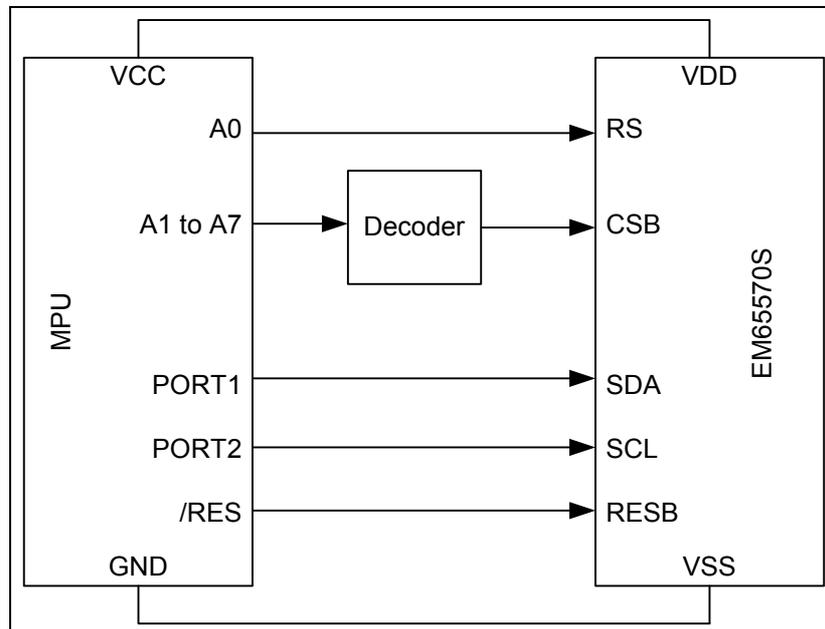 VCC
VDD
A0
RS
A1 to A7
Decoder
CSB
MPU
EM65570S
PORT1
SDA
PORT2
SCL
/RES
RESB
GND
VSS